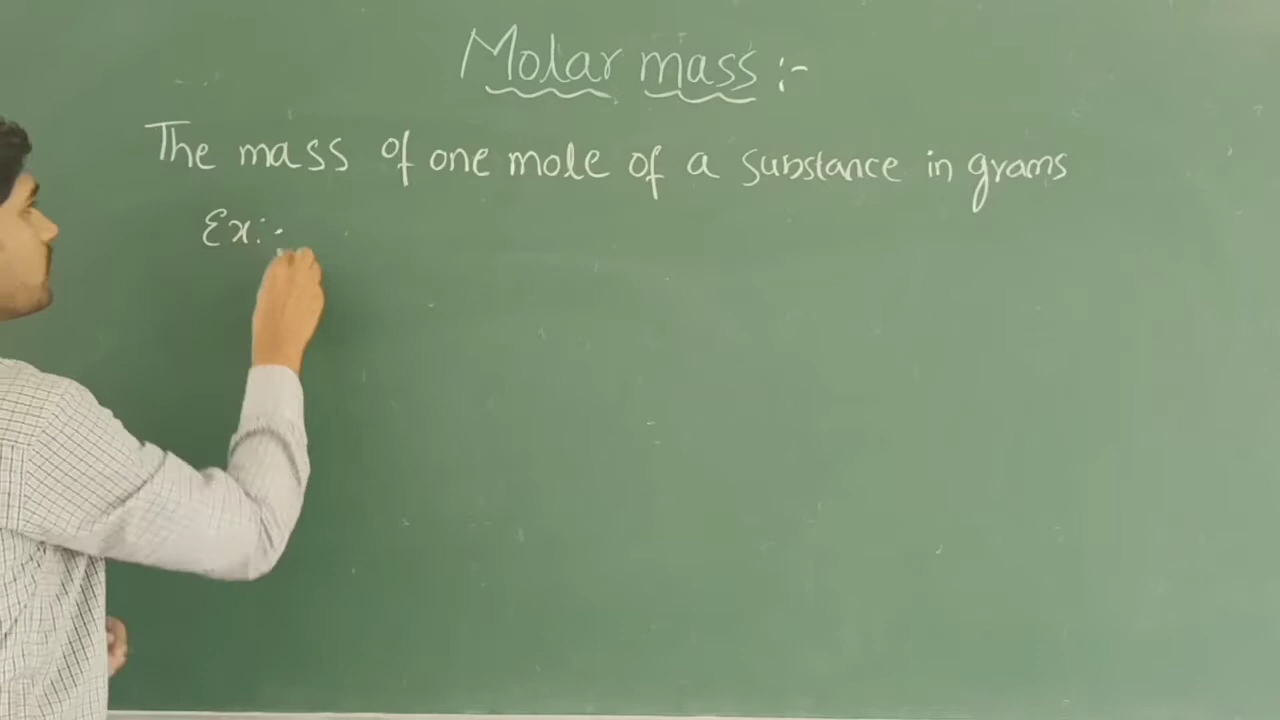 Molar mass :-
The mass of one mole of a substance in grams
Ex:-